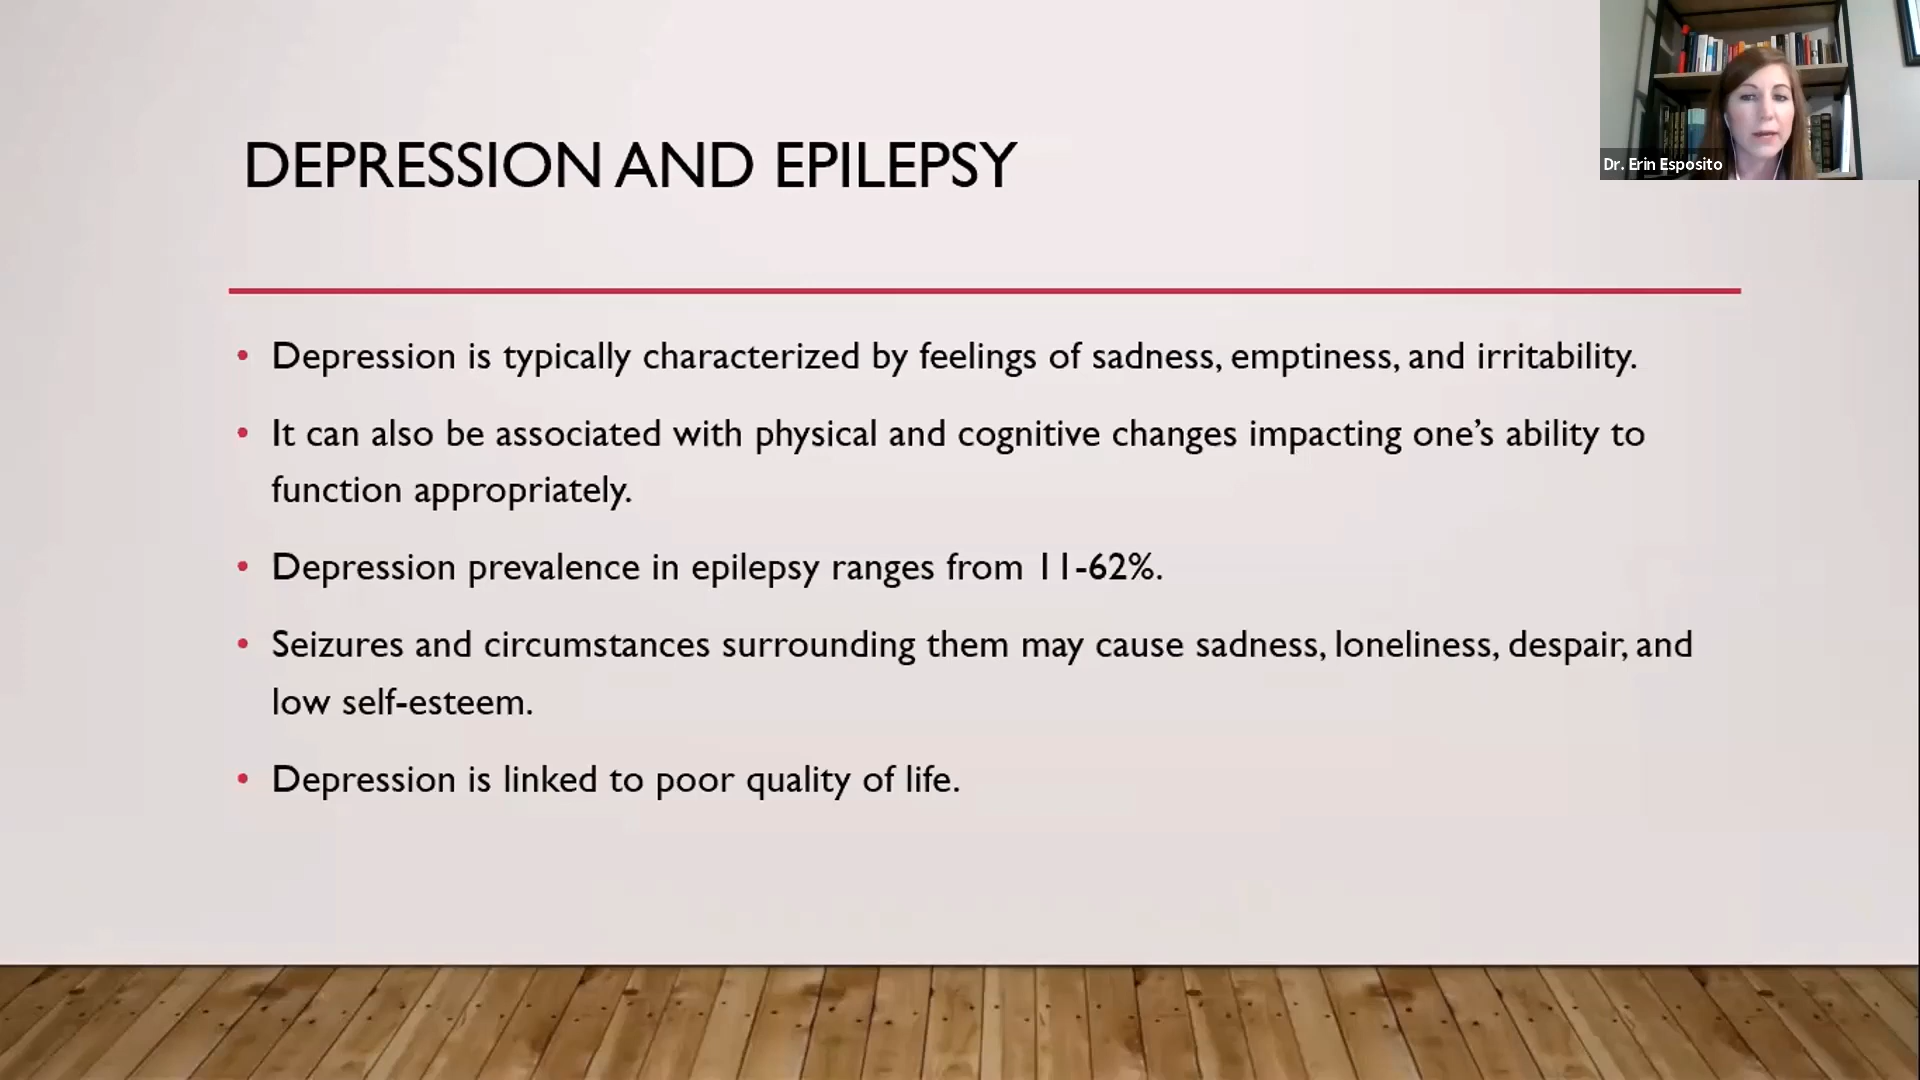 DEPRESSION AND EPILEPSY
Dr. Erin Esposito
• Depression is typically characterized by feelings of sadness, emptiness, and irritability.
• It can also be associated with physical and cognitive changes impacting one’s ability to
function appropriately.
• Depression prevalence in epilepsy ranges from 11-62%.
• Seizures and circumstances surrounding them may cause sadness, loneliness, despair, and
low self-esteem.
• Depression is linked to poor quality of life.